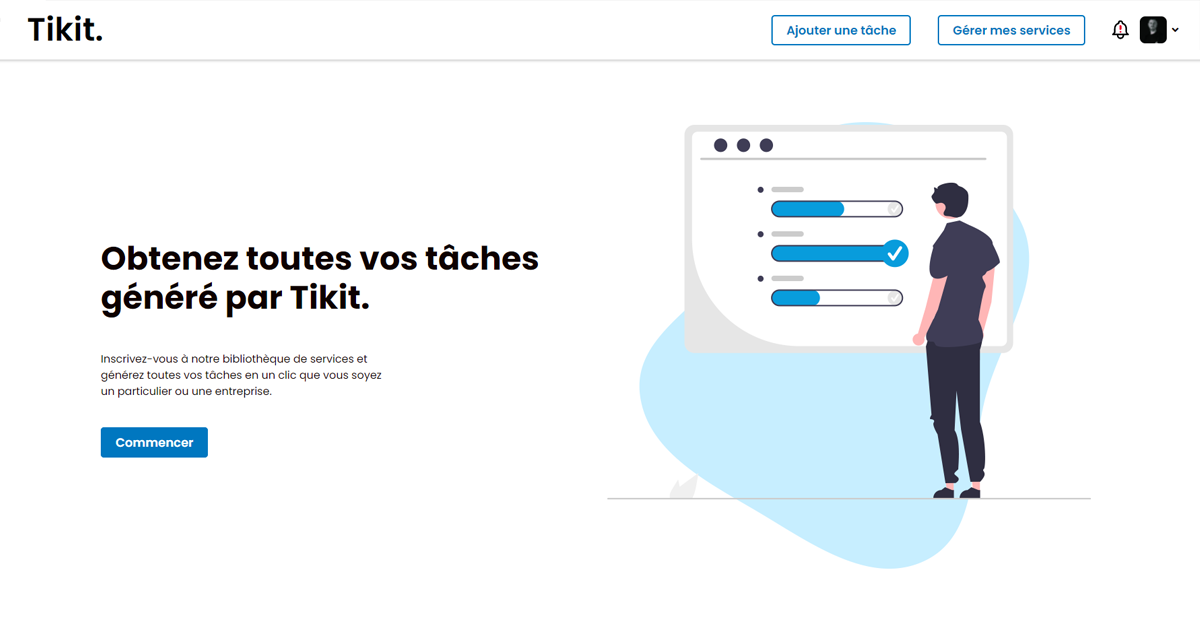 Tikit.
Ajouter une tâche
Gérer mes services
Obtenez toutes vos tâches
généré par Tikit.
Inscrivez-vous à notre bibliothèque de services et
générez toutes vos tâches en un clic que vous soyez
un particulier ou une entreprise.
Commencer